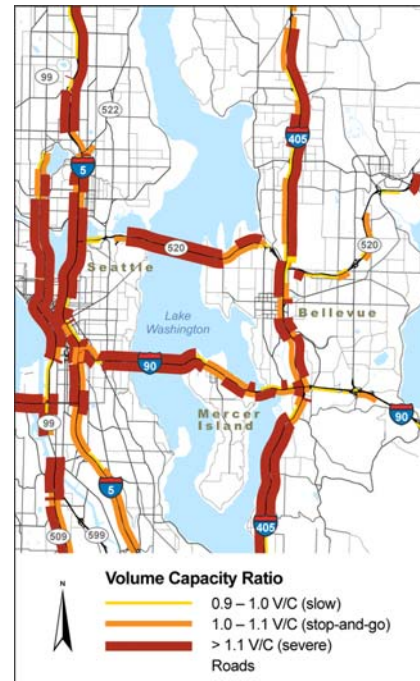 99
522
5
405
520
520
Seattle
Lake
Washington
Bellevue
90
Mercer
Island
90
99
5
405
509
599
N
Volume Capacity Ratio
0.9 – 1.0 V/C (slow)
1.0 – 1.1 V/C (stop-and-go)
> 1.1 V/C (severe)
Roads